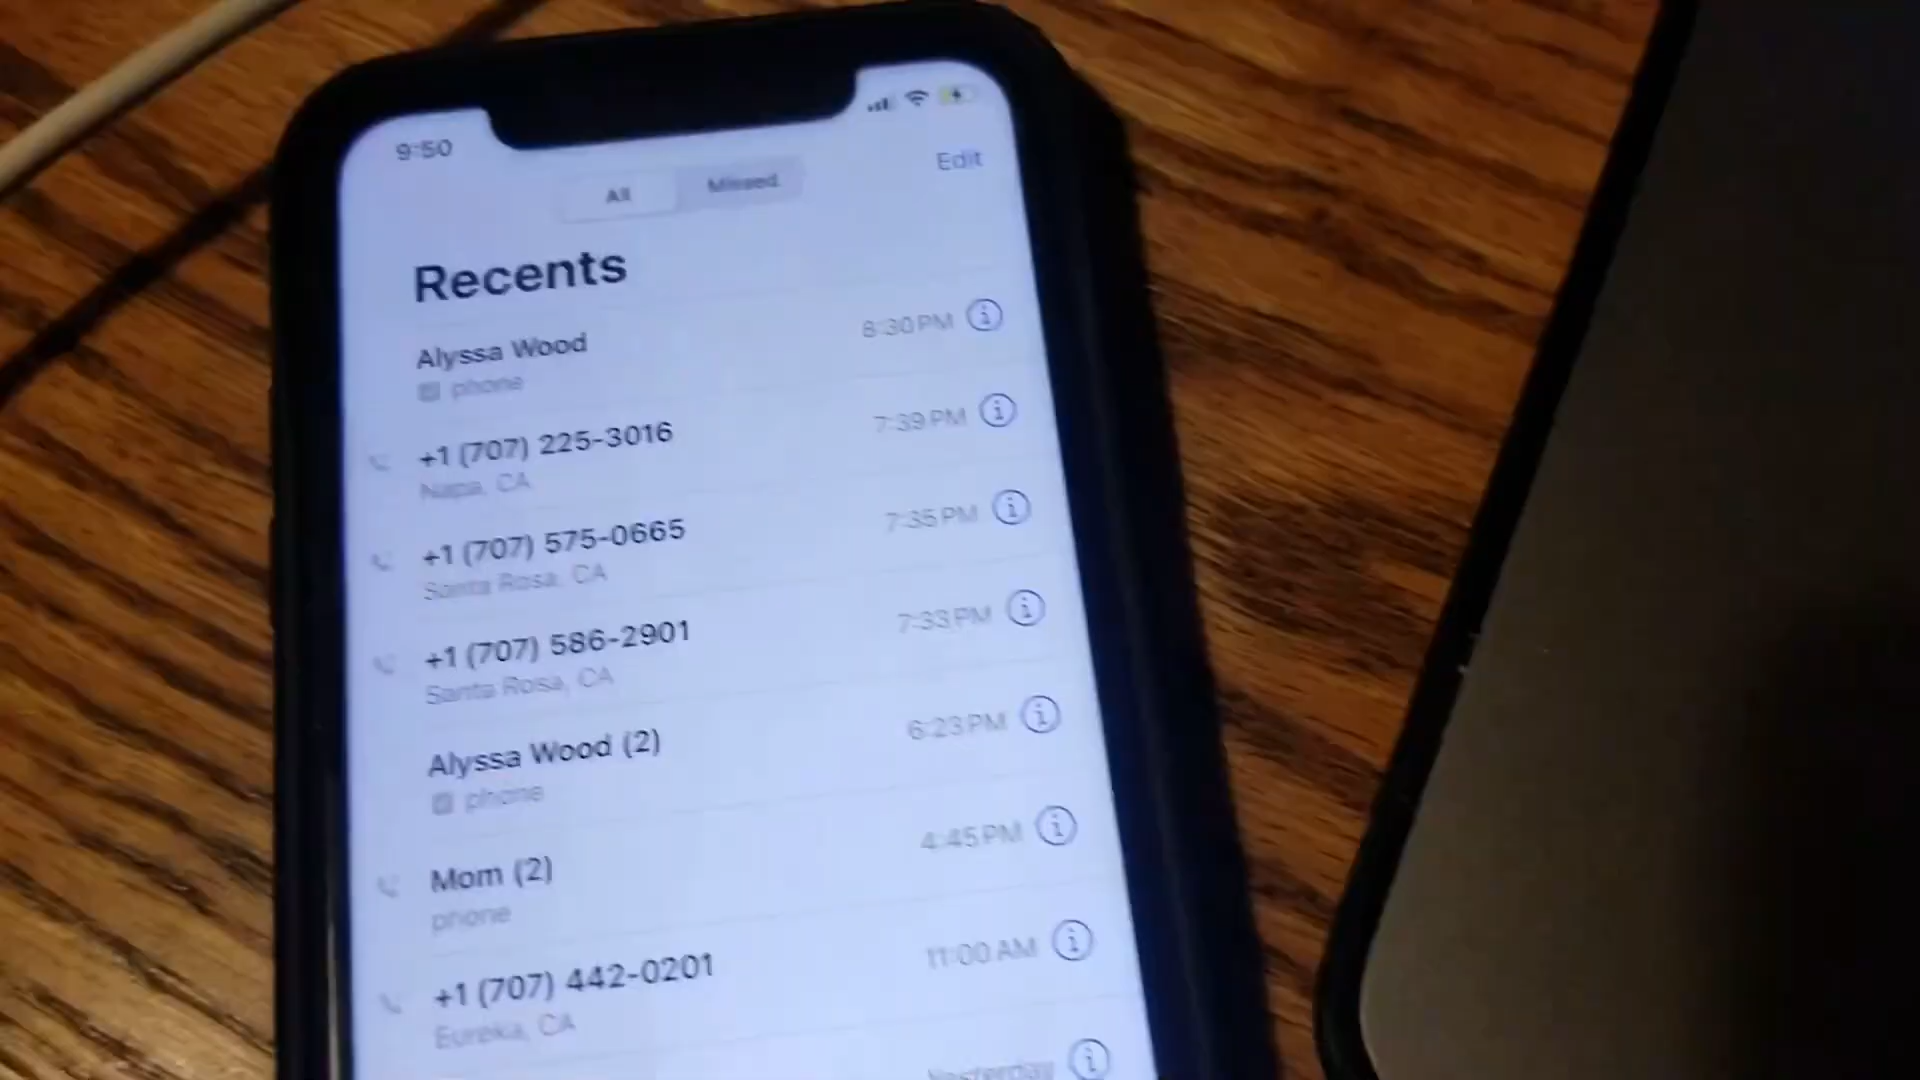 9:50
All
Missed
Edit
Recents
Alyssa Wood
8:30 PM
phone
+1 (707) 225-3016
7:39 PM
Napa, CA
+1 (707) 575-0665
7:35 PM
Santa Rosa, CA
+1 (707) 586-2901
7:33 PM
Santa Rosa, CA
Alyssa Wood (2)
6:23 PM
phone
Mom (2)
4:45 PM
phone
+1 (707) 442-0201
11:00 AM
Eureka, CA
Yesterday